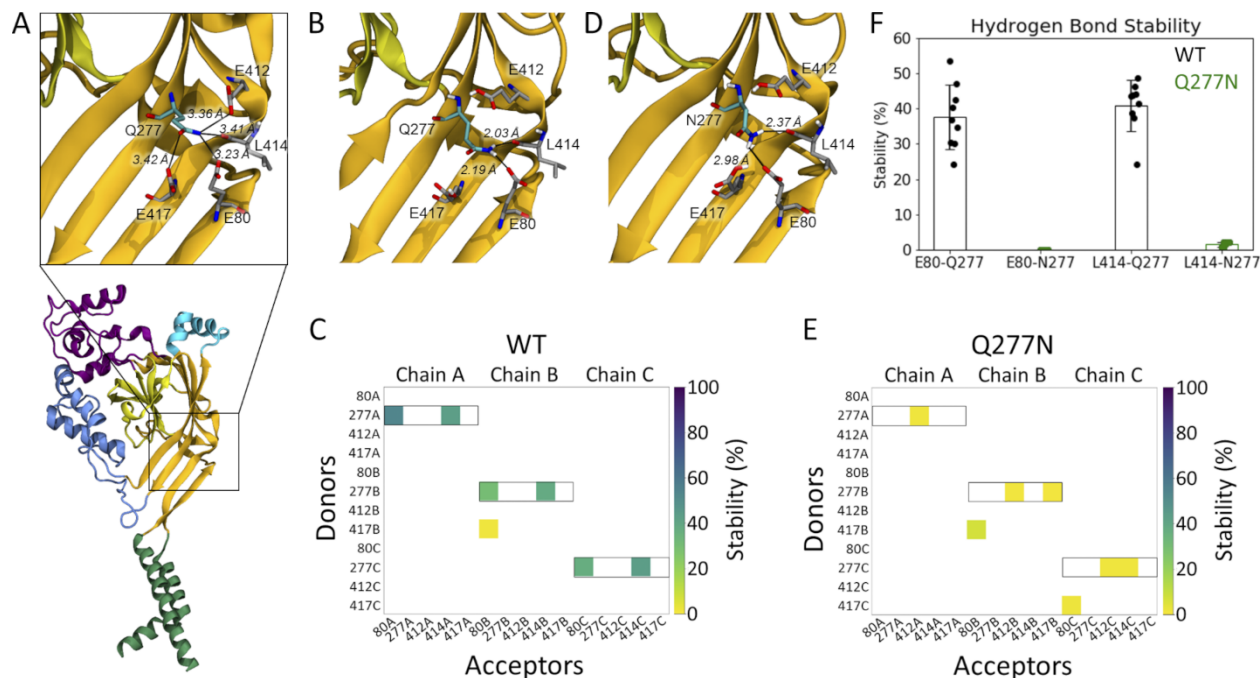 A
E412
3.36 Å
Q277
3.41 Å
L414
3.42 Å
3.23 Å
E417
E80
B
E412
Q277
2.03 Å
L414
2.19 Å
E417
E80
D
E412
N277
2.37 Å
2.98 Å
L414
E417
E80
F
Hydrogen Bond Stability
WT
Q277N
Stability (%)
60
50
40
30
20
10
0
E80-Q277 E80-N277 L414-Q277 L414-N277
C
WT
Chain A Chain B Chain C
Donors
80A
277A
412A
417A
80B
277B
412B
417B
80C
277C
412C
417C
80A 277A 412A 414A 417A 80B 277B 412B 414B 417B 80C 277C 412C 414C 417C
Acceptors
100
80
60
40
20
0
Stability (%)
E
Q277N
Chain A Chain B Chain C
Donors
80A
277A
412A
417A
80B
277B
412B
417B
80C
277C
412C
417C
80A 277A 412A 414A 417A 80B 277B 412B 414B 417B 80C 277C 412C 414C 417C
Acceptors
100
80
60
40
20
0
Stability (%)